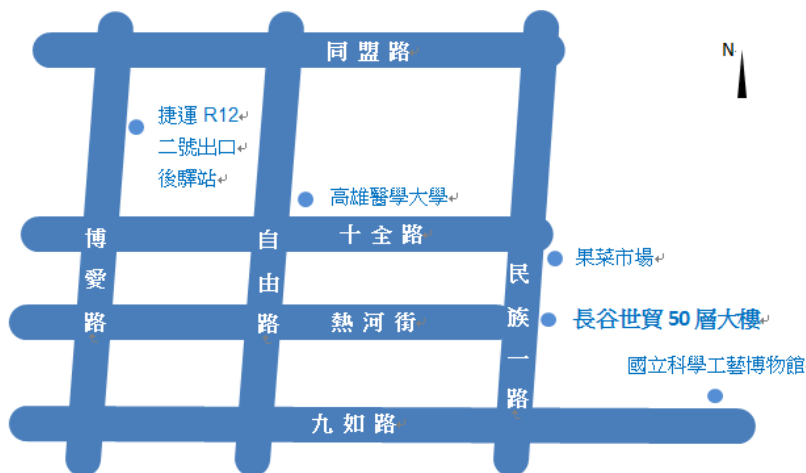 同盟路
N
捷運 R12
二號出口
後驛站
高雄醫學大學
博愛路
自由路
十全路
民族一路
果菜市場
熱河街
長谷世貿 50 層大樓
國立科學工藝博物館
九如路